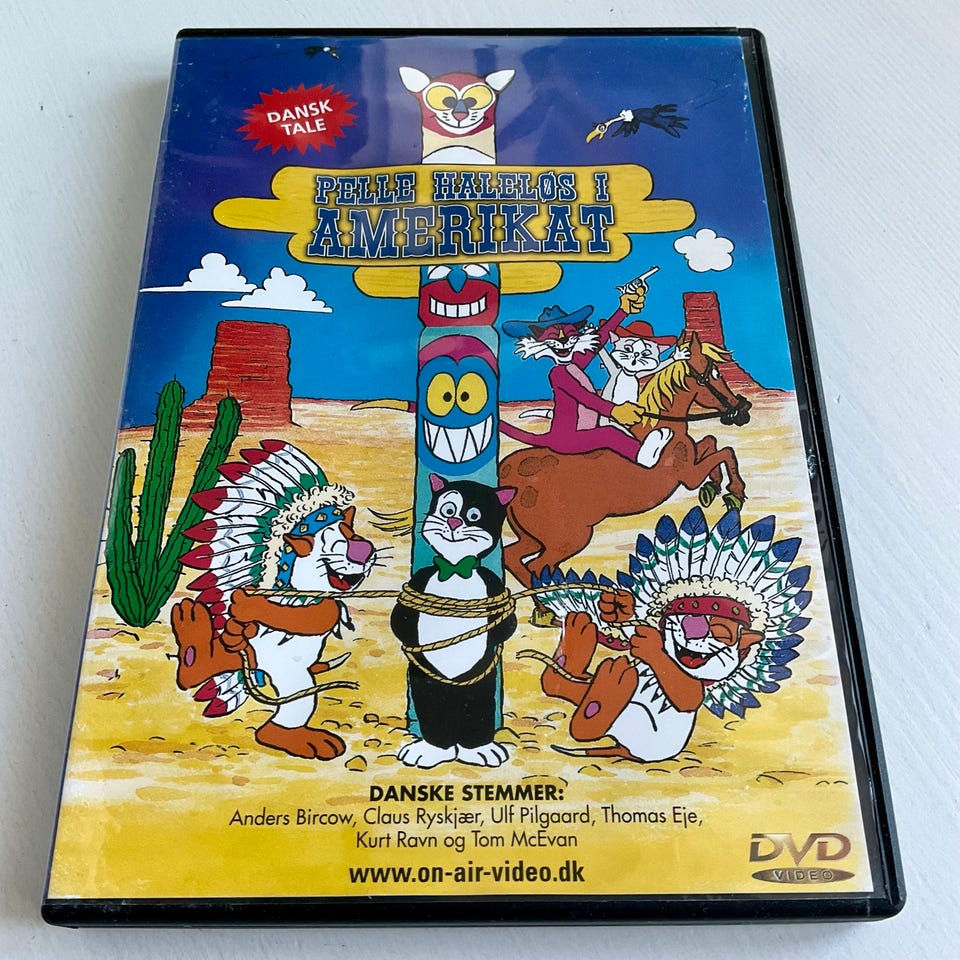 DANSK
TALE
PELLE HALELØS I
AMERIKAT
DANSKE STEMMER:
Anders Bircow, Claus Ryskjær, Ulf Pilgaard, Thomas Eje,
Kurt Ravn og Tom McEvan
www.on-air-video.dk
DVD
VIDEO